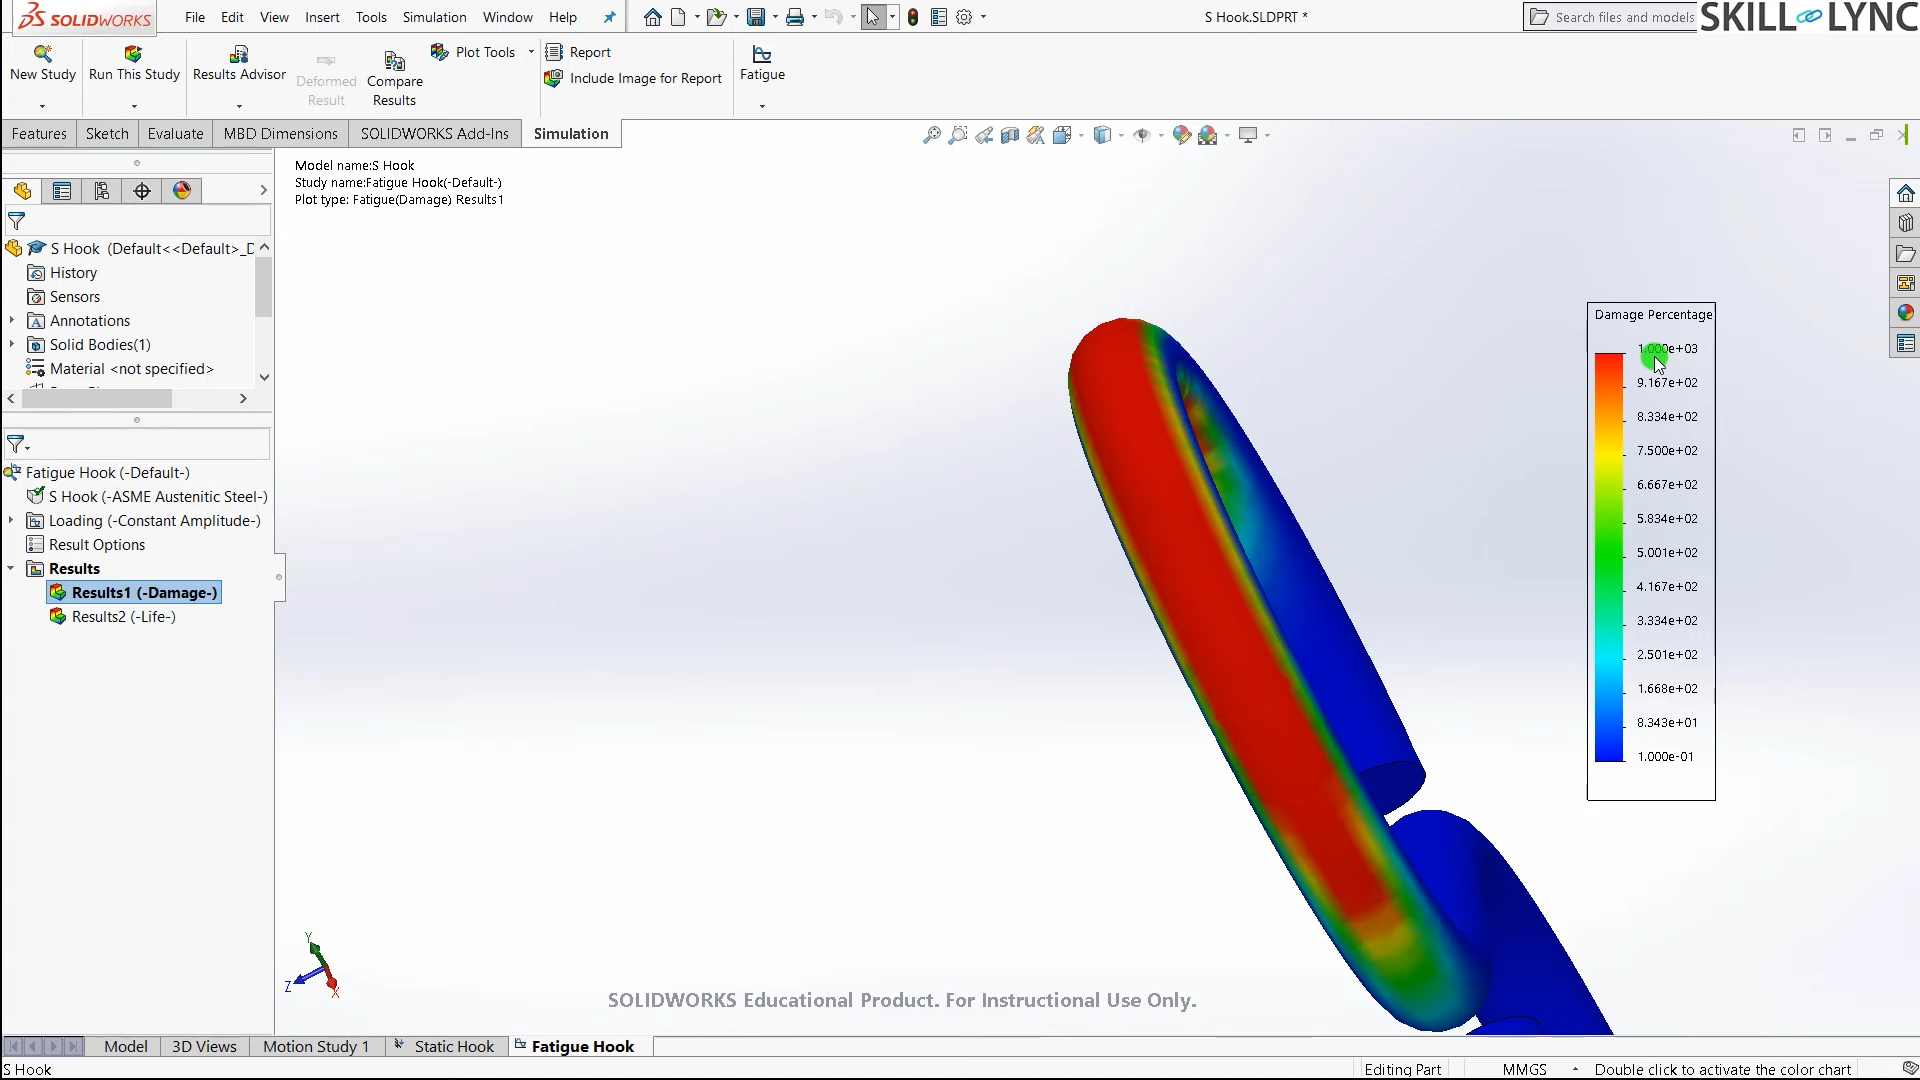 SOLIDWORKS
File Edit View Insert Tools Simulation Window Help
S Hook.SLDPRT *
Search files and models
SKILL LYNC
New Study
Run This Study
Results Advisor
Deformed Result
Compare Results
Plot Tools
Report
Include Image for Report
Fatigue
Features
Sketch
Evaluate
MBD Dimensions
SOLIDWORKS Add-Ins
Simulation
Model name:S Hook
Study name:Fatigue Hook(-Default-)
Plot type: Fatigue(Damage) Results1
S Hook (Default<<Default>_D
History
Sensors
Annotations
Solid Bodies(1)
Material <not specified>
Fatigue Hook (-Default-)
S Hook (-ASME Austenitic Steel-)
Loading (-Constant Amplitude-)
Result Options
Results
Results1 (-Damage-)
Results2 (-Life-)
Damage Percentage
1.000e+03
9.167e+02
8.334e+02
7.500e+02
6.667e+02
5.834e+02
5.001e+02
4.167e+02
3.334e+02
2.501e+02
1.668e+02
8.343e+01
1.000e-01
Y
Z
X
SOLIDWORKS Educational Product. For Instructional Use Only.
Model
3D Views
Motion Study 1
Static Hook
Fatigue Hook
S Hook
Editing Part
MMGS
Double click to activate the color chart